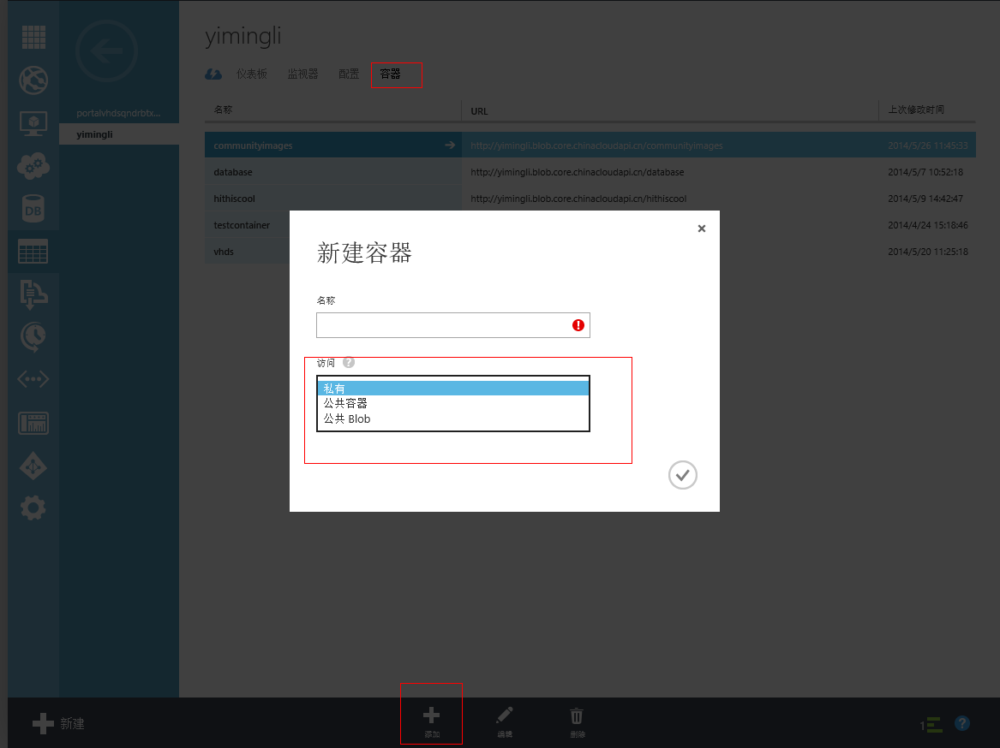 yimingli
仪表板 监视器 配置 容器
portalvhdsqndrbtx...
yimingli
名称 URL 上次修改时间
communityimages http://yimingli.blob.core.chinacloudapi.cn/communityimages 2014/5/26 11:45:33
database http://yimingli.blob.core.chinacloudapi.cn/database 2014/5/7 10:52:18
hithiscool http://yimingli.blob.core.chinacloudapi.cn/hithiscool 2014/5/9 14:42:47
testcontainer 2014/4/24 15:18:46
vhds 2014/5/20 11:25:18
DB
新建容器
名称
访问
私有
公共容器
公共 Blob
新建 添加 编辑 删除 1